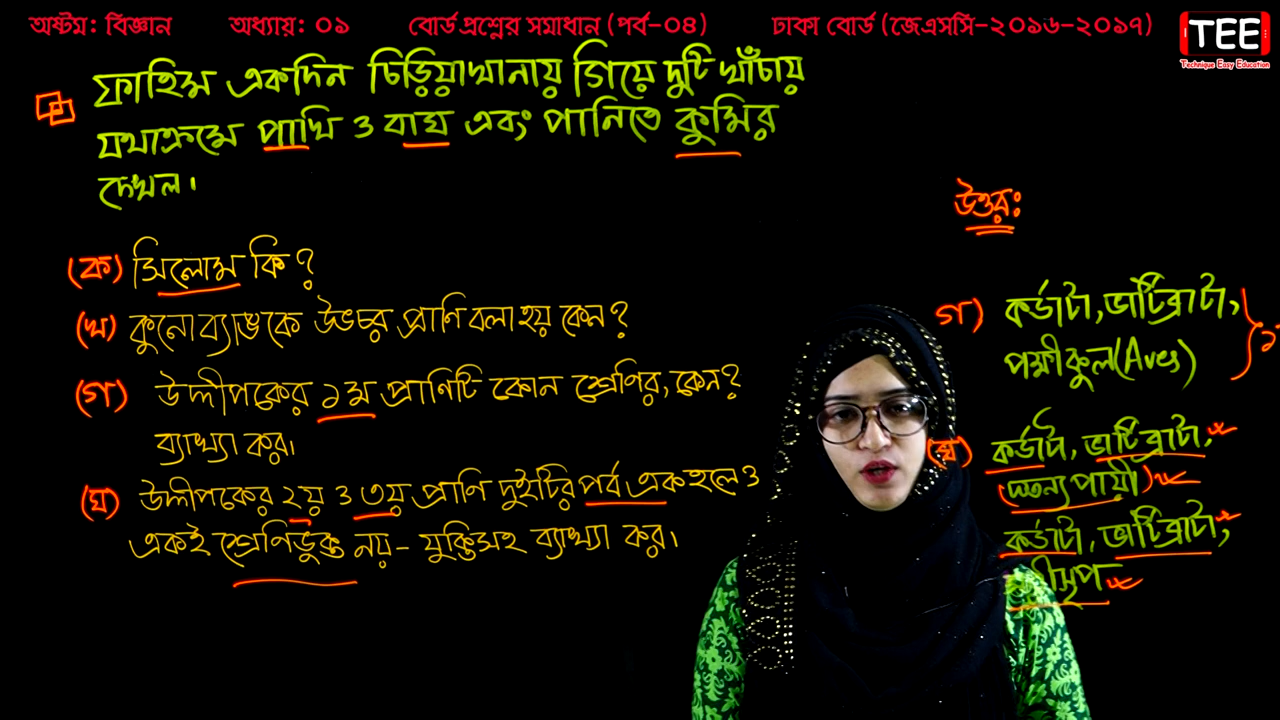 অষ্টম: বিজ্ঞান অধ্যায়: ০১ বোর্ড প্রশ্নের সমাধান (পর্ব-০৪) ঢাকা বোর্ড (জেএসসি-২০১৬-২০১৭)
TEE
Technique Easy Education
ফাহিম একদিন চিড়িয়াখানায় গিয়ে দুটি খাঁচায়
যথাক্রমে পাখি ও বাঘ এবং পানিতে কুমির
দেখল।
(ক) সিলোম কি?
(খ) কুনোব্যাঙকে উভচর প্রাণি বলা হয় কেন?
(গ) উদ্দীপকের ১ম প্রাণিটি কোন শ্রেণির, কেন?
ব্যাখ্যা কর।
(ঘ) উদ্দীপকের ২য় ও ৩য় প্রাণি দুইটির পর্ব এক হলেও
একই শ্রেণিভুক্ত নয়- যুক্তিসহ ব্যাখ্যা কর।
উত্তর:
গ) কর্ডাটা, ভার্টিব্রাটা,
পক্ষীকুল (Aves)
(ঘ) কর্ডাটা, ভার্টিব্রাটা,
(স্তন্যপায়ী)
কর্ডাটা, ভার্টিব্রাটা,